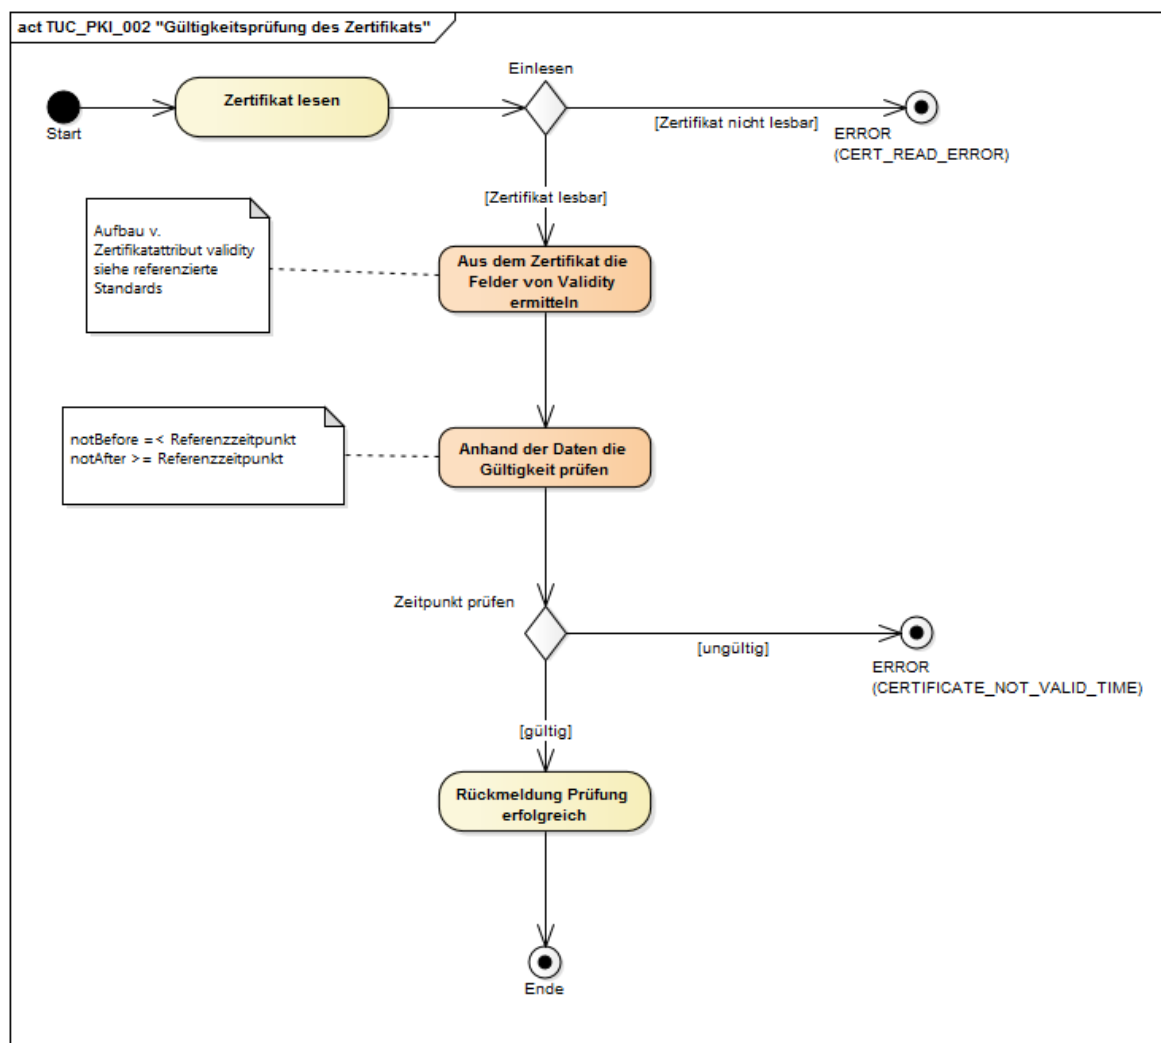 act TUC_PKI_002 "Gültigkeitsprüfung des Zertifikats"
Einlesen
Zertifikat lesen
Start
[Zertifikat nicht lesbar]
ERROR
(CERT_READ_ERROR)
[Zertifikat lesbar]
Aufbau v.
Zertifikatattribut validity
siehe referenzierte
Standards
Aus dem Zertifikat die
Felder von Validity
ermitteln
notBefore =< Referenzzeitpunkt
notAfter >= Referenzzeitpunkt
Anhand der Daten die
Gültigkeit prüfen
Zeitpunkt prüfen
[ungültig]
ERROR
(CERTIFICATE_NOT_VALID_TIME)
[gültig]
Rückmeldung Prüfung
erfolgreich
Ende